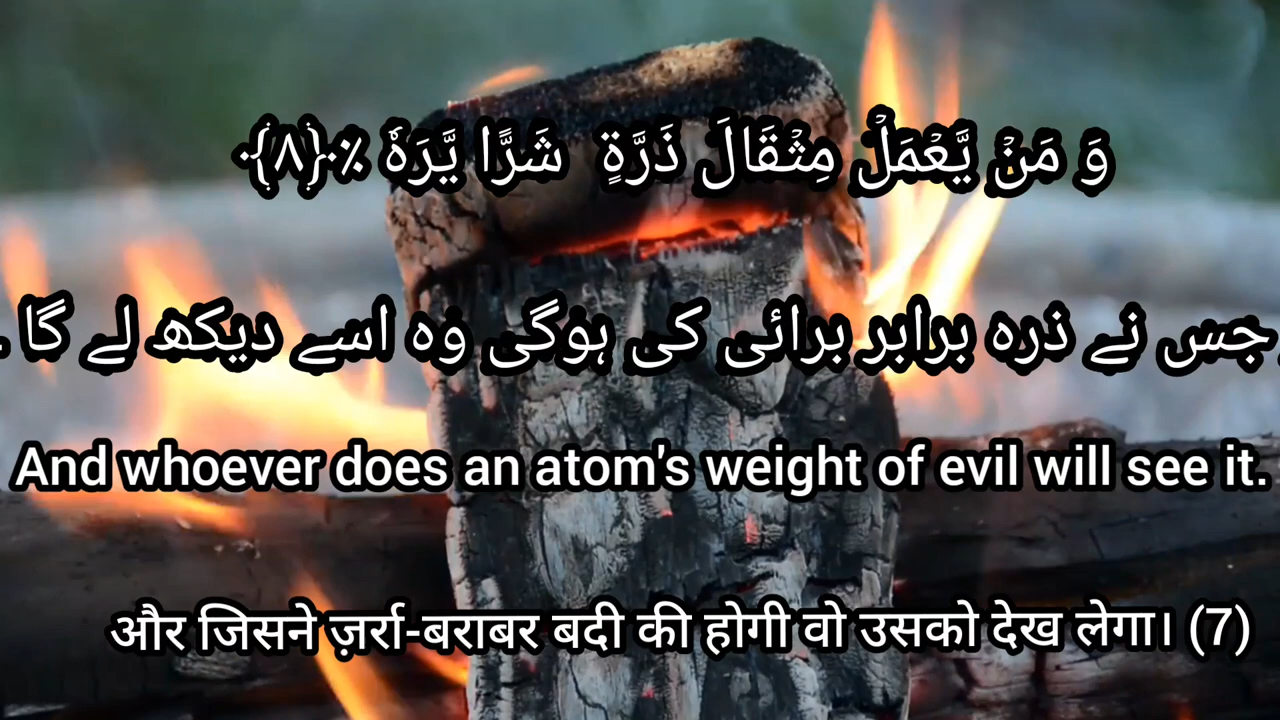 وَ مَنۡ یَّعۡمَلۡ مِثۡقَالَ ذَرَّۃٍ شَرًّا یَّرَہٗ ٪﴿۸﴾
جس نے ذرہ برابر برائی کی ہوگی وہ اسے دیکھ لے گا
And whoever does an atom's weight of evil will see it.
और जिसने ज़र्रा-बराबर बदी की होगी वो उसको देख लेगा। (7)